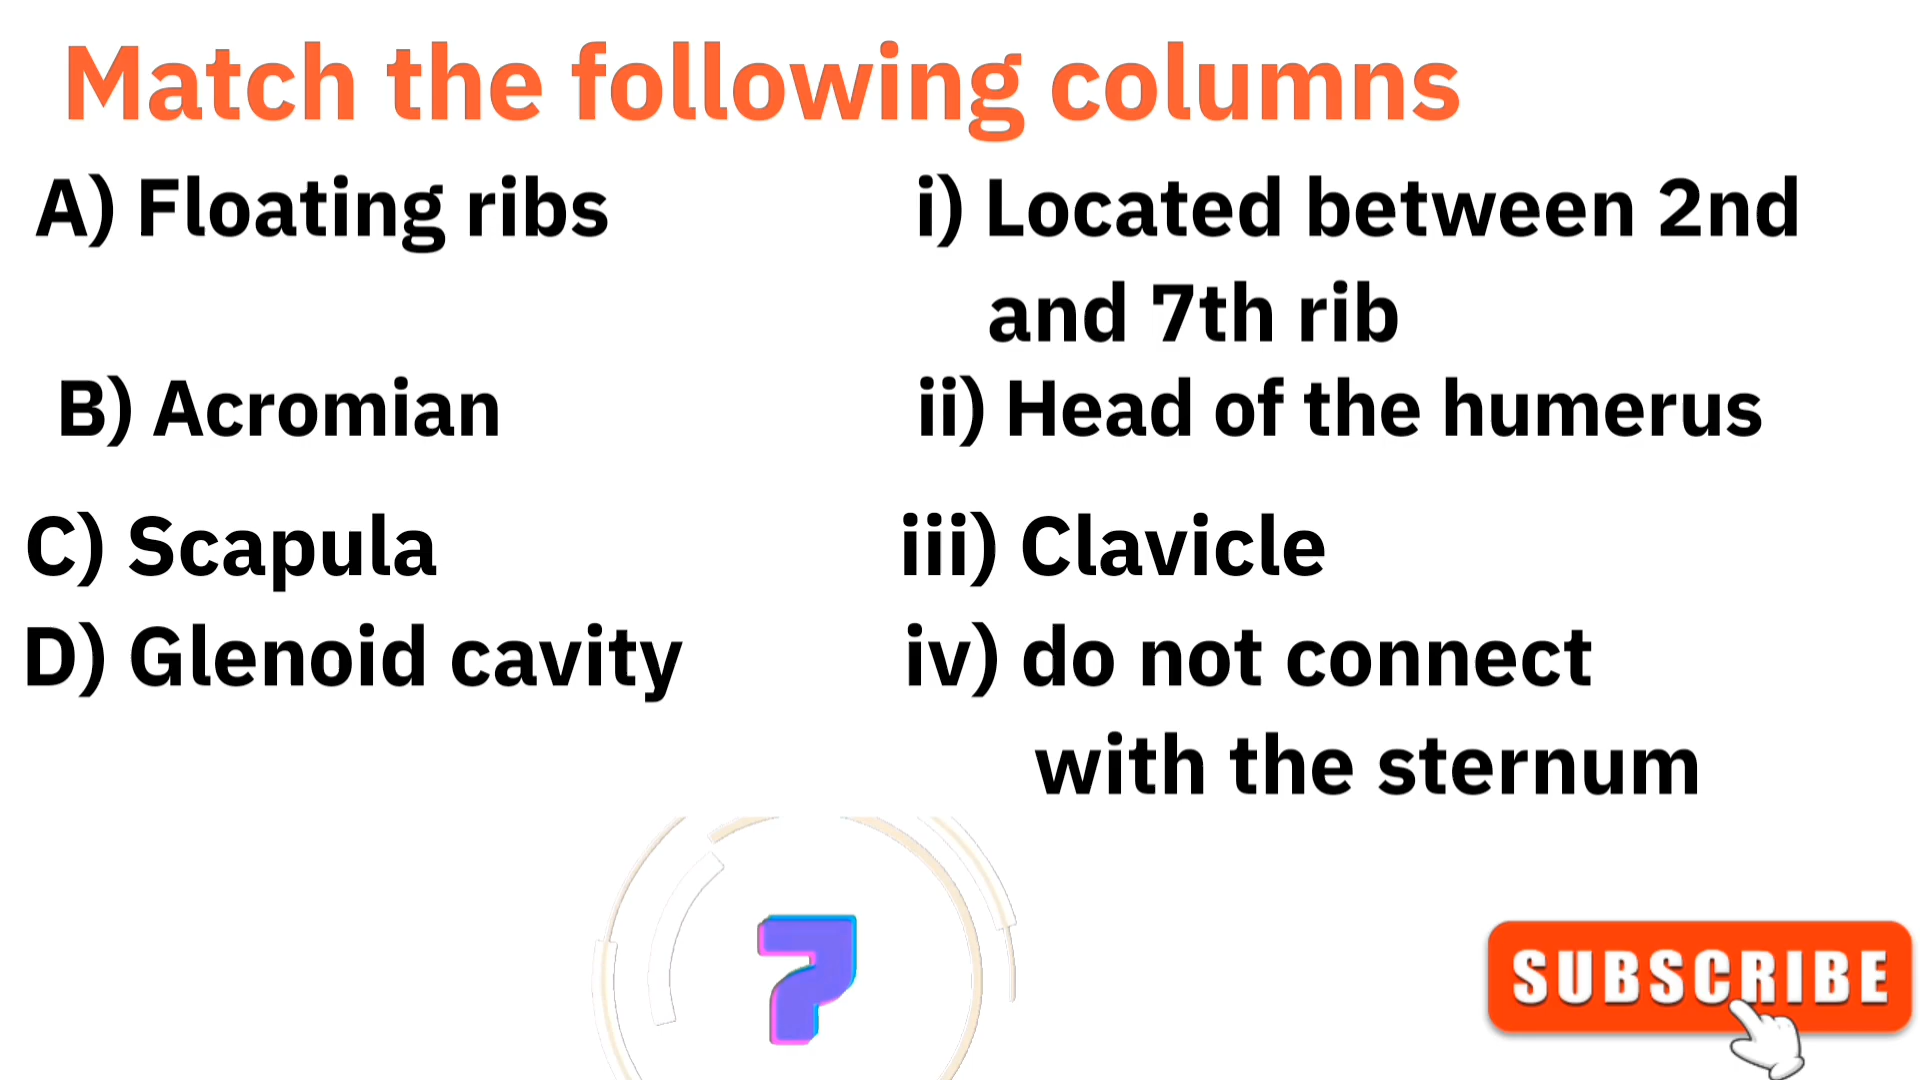 Match the following columns
A) Floating ribs
i) Located between 2nd
and 7th rib
B) Acromian
ii) Head of the humerus
C) Scapula
iii) Clavicle
D) Glenoid cavity
iv) do not connect
with the sternum
7
SUBSCRIBE